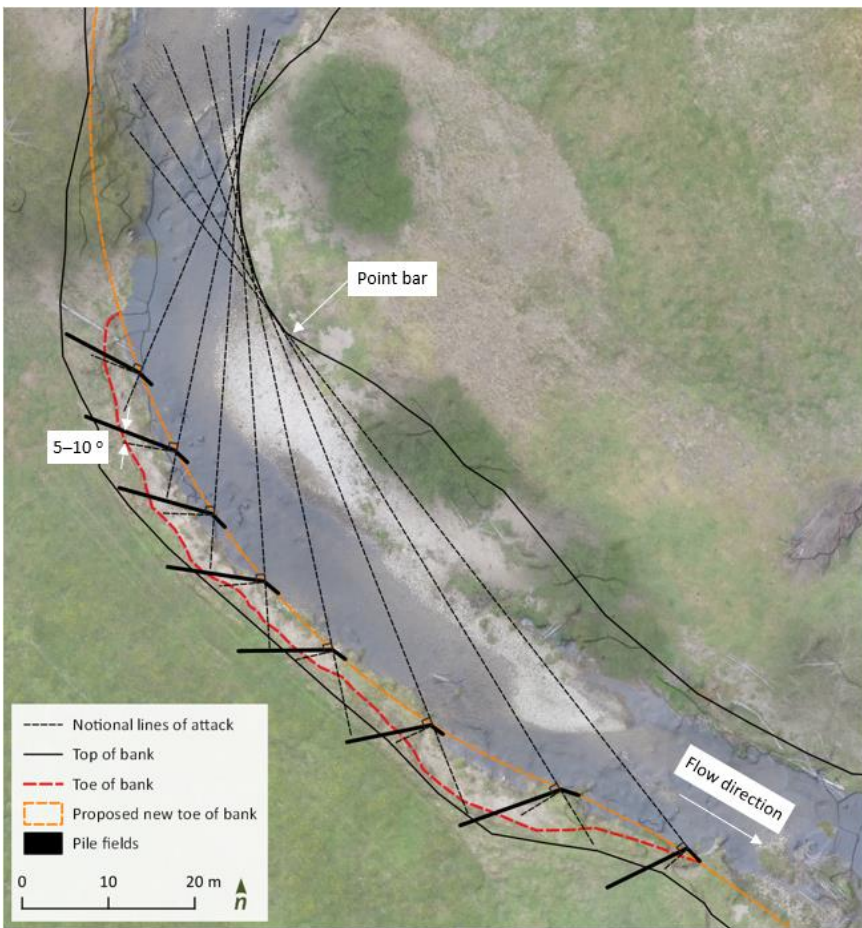 Point bar
5–10 °
Flow direction
Notional lines of attack
Top of bank
Toe of bank
Proposed new toe of bank
Pile fields
0 10 20 m
n